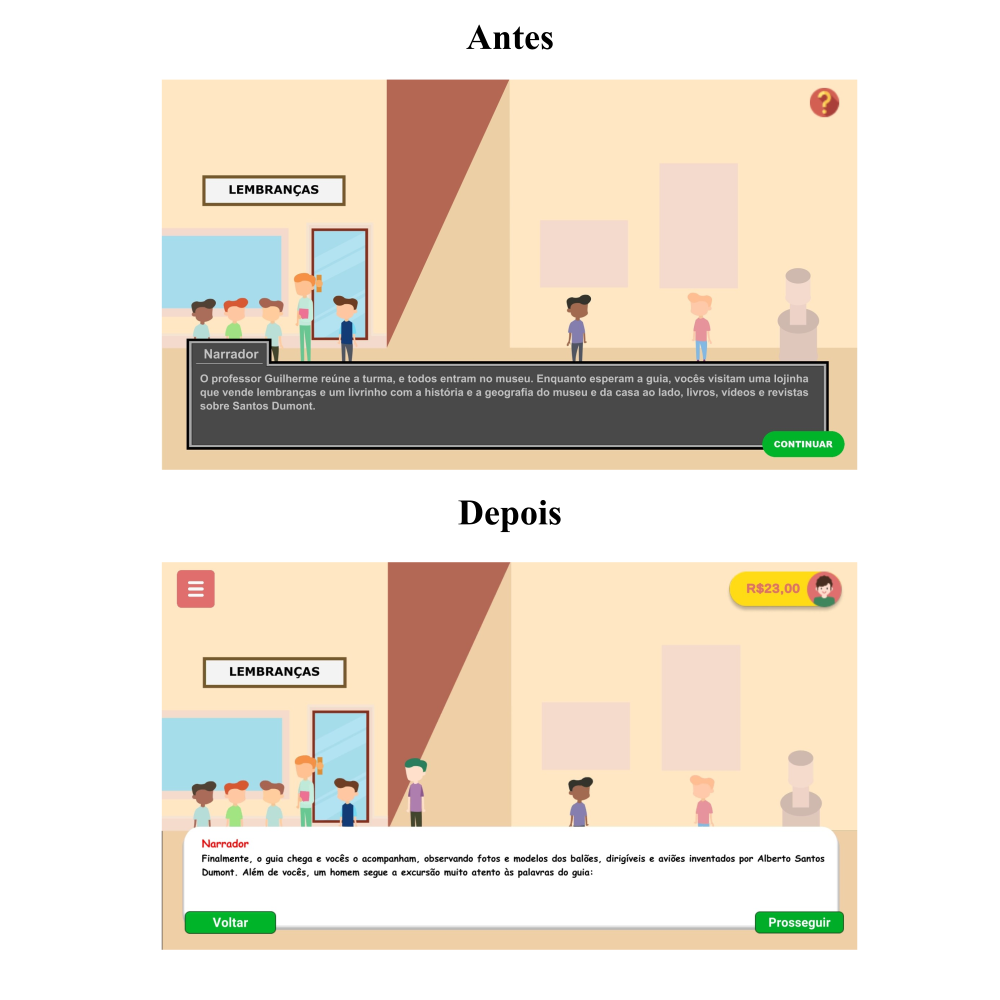 Antes
?
LEMBRANÇAS
Narrador
O professor Guilherme reúne a turma, e todos entram no museu. Enquanto esperam a guia, vocês visitam uma lojinha
que vende lembranças e um livrinho com a história e a geografia do museu e da casa ao lado, livros, vídeos e revistas
sobre Santos Dumont.
CONTINUAR
Depois
R$23,00
LEMBRANÇAS
Narrador
Finalmente, o guia chega e vocês o acompanham, observando fotos e modelos dos balões, dirigíveis e aviões inventados por Alberto Santos
Dumont. Além de vocês, um homem segue a excursão muito atento às palavras do guia:
Voltar
Prosseguir